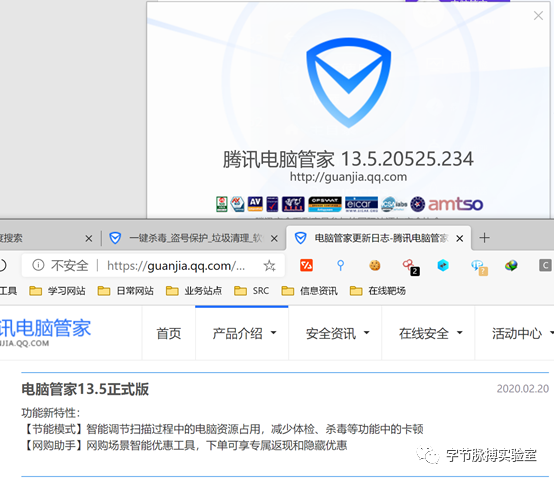 腾讯电脑管家 13.5.20525.234
http://guanjia.qq.com
AV
OPSWAT
eicar
labs
amtso
度搜索
一键杀毒_盗号保护_垃圾清理_软
电脑管家更新日志-腾讯电脑管家
不安全
https://guanjia.qq.com/...
2
C
工具
学习网站
日常网站
业务站点
SRC
信息资讯
在线靶场
讯电脑管家
NJIA.QQ.COM
首页
产品介绍
安全资讯
在线安全
活动中心
电脑管家13.5正式版
2020.02.20
功能新特性：
【节能模式】智能调节扫描过程中的电脑资源占用，减少体检、杀毒等功能中的卡顿
【网购助手】网购场景智能优惠工具，下单可享专属返现和隐藏优惠
字节脉搏实验室